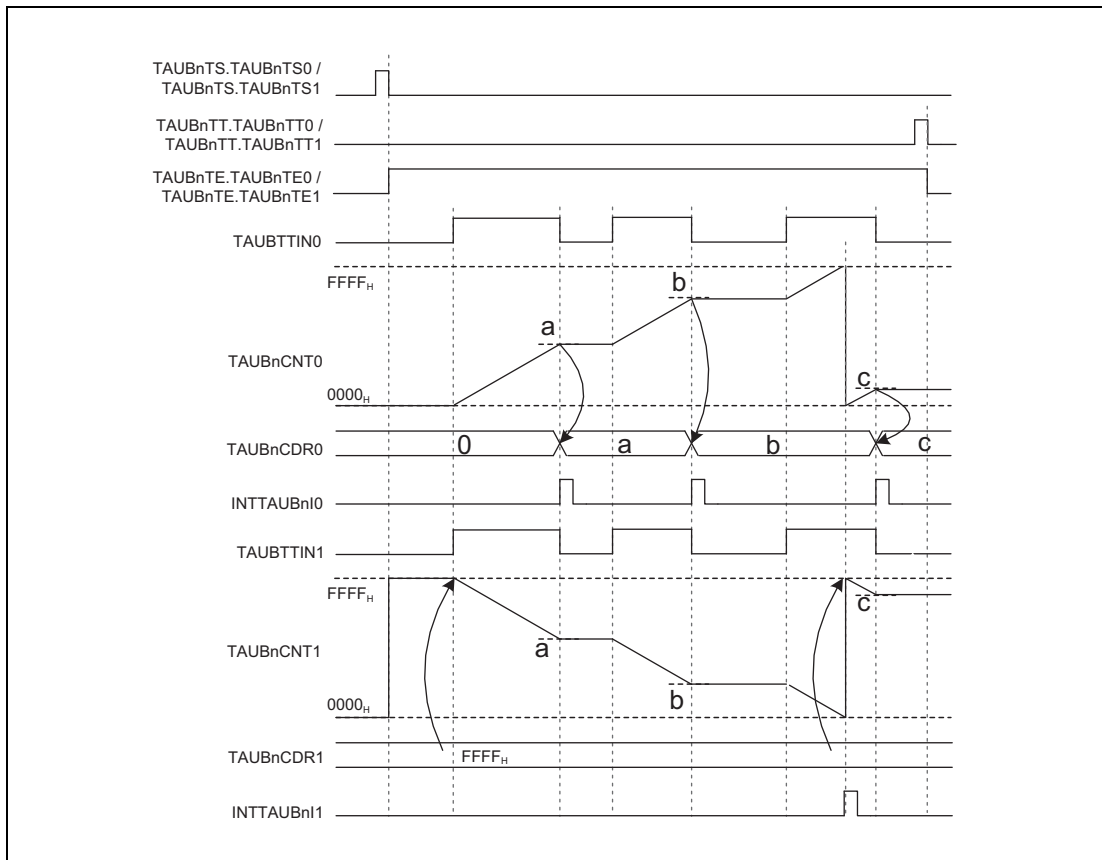 TAUBnTS.TAUBnTS0 /
TAUBnTS.TAUBnTS1
TAUBnTT.TAUBnTT0 /
TAUBnTT.TAUBnTT1
TAUBnTE.TAUBnTE0 /
TAUBnTE.TAUBnTE1
TAUBTTIN0
FFFFH
b
a
TAUBnCNT0
c
0000H
TAUBnCDR0
0
a
b
c
INTTAUBnI0
TAUBTTIN1
FFFFH
c
TAUBnCNT1
a
b
0000H
TAUBnCDR1
FFFFH
INTTAUBnI1